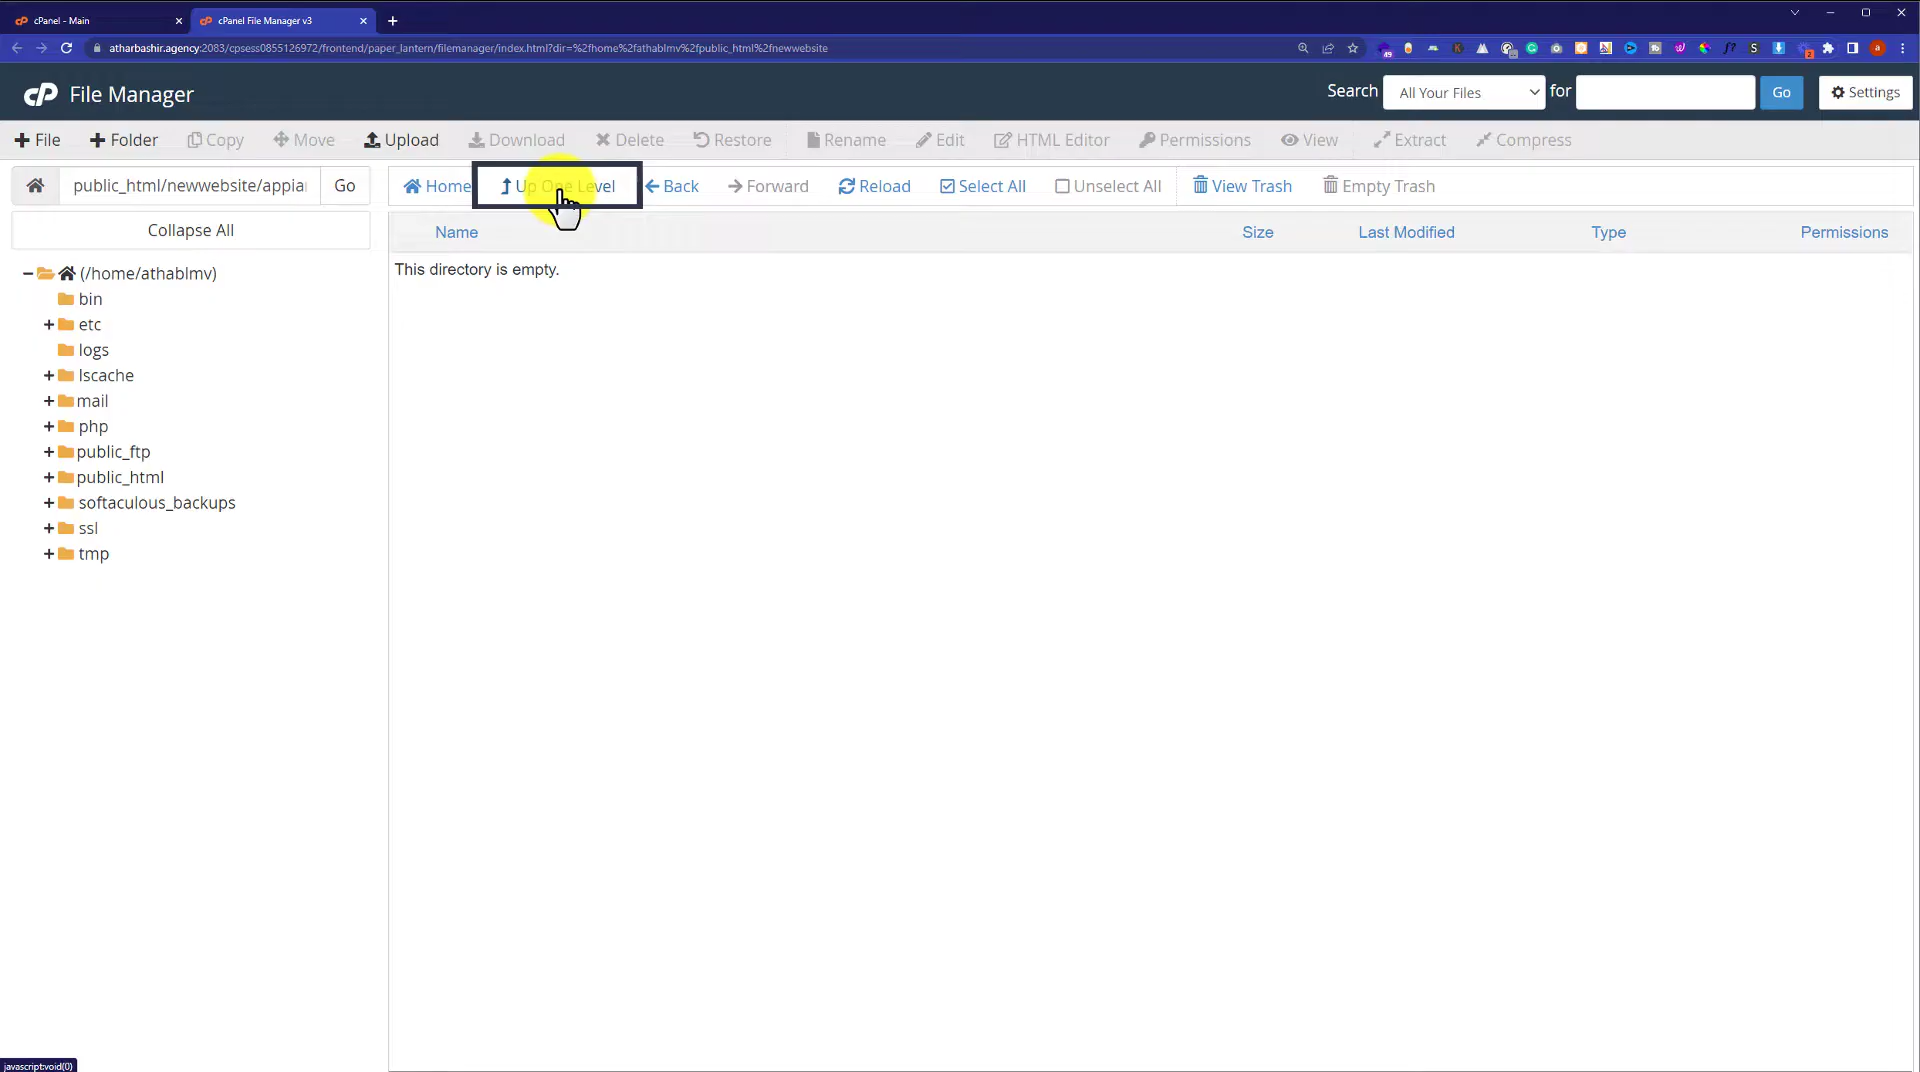 cPanel - Main
cPanel File Manager v3
atharbashir.agency:2083/cpsess0855126972/frontend/paper_lantern/filemanager/index.html?dir=%2fhome%2fathablmv%2fpublic_html%2fnewwebsite
cP File Manager
Search All Your Files for Go Settings
File Folder Copy Move Upload Download Delete Restore Rename Edit HTML Editor Permissions View Extract Compress
public_html/newwebsite/appia Go
Home Up One Level Back Forward Reload Select All Unselect All View Trash Empty Trash
Collapse All
Name Size Last Modified Type Permissions
This directory is empty.
(/home/athablmv)
bin
etc
logs
lscache
mail
php
public_ftp
public_html
softaculous_backups
ssl
tmp
javascript:void(0)